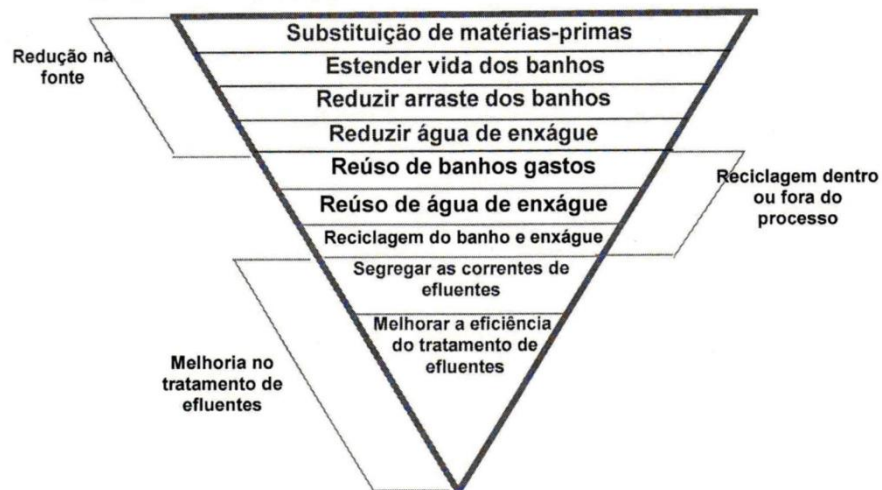 Substituição de matérias-primas
Redução na
fonte
Estender vida dos banhos
Reduzir arraste dos banhos
Reduzir água de enxágue
Reúso de banhos gastos
Reciclagem dentro
ou fora do
processo
Reúso de água de enxágue
Reciclagem do banho e enxágue
Segregar as correntes de
efluentes
Melhorar a eficiência
do tratamento de
efluentes
Melhoria no
tratamento de
efluentes